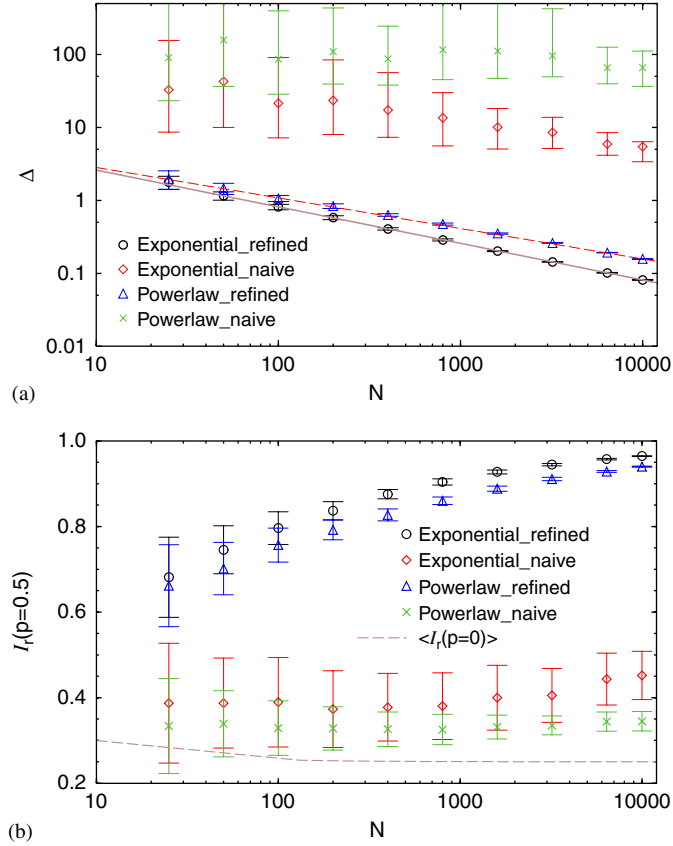 100
10
1
0.1
0.01
Δ
Exponential_refined
Exponential_naive
Powerlaw_refined
Powerlaw_naive
10 100 1000 10000
(a) N
1.0
0.8
0.6
0.4
0.2
I_r(p=0.5)
Exponential_refined
Exponential_naive
Powerlaw_refined
Powerlaw_naive
<I_r(p=0)>
10 100 1000 10000
(b) N